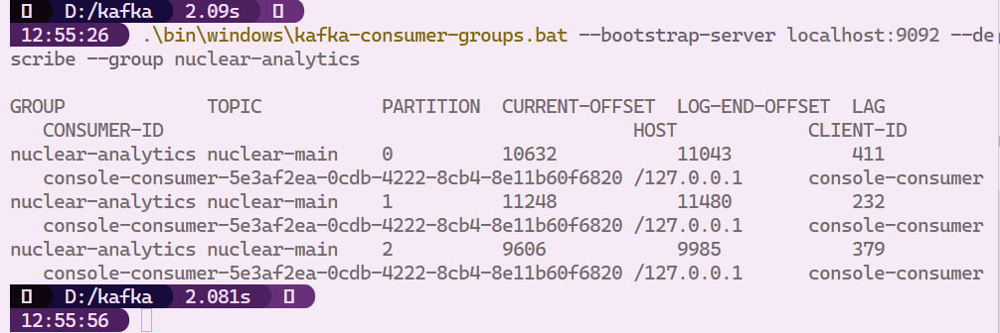 D:/kafka 2.09s
12:55:26 .\bin\windows\kafka-consumer-groups.bat --bootstrap-server localhost:9092 --de
scribe --group nuclear-analytics
GROUP TOPIC PARTITION CURRENT-OFFSET LOG-END-OFFSET LAG
CONSUMER-ID HOST CLIENT-ID
nuclear-analytics nuclear-main 0 10632 11043 411
console-consumer-5e3af2ea-0cdb-4222-8cb4-8e11b60f6820 /127.0.0.1 console-consumer
nuclear-analytics nuclear-main 1 11248 11480 232
console-consumer-5e3af2ea-0cdb-4222-8cb4-8e11b60f6820 /127.0.0.1 console-consumer
nuclear-analytics nuclear-main 2 9606 9985 379
console-consumer-5e3af2ea-0cdb-4222-8cb4-8e11b60f6820 /127.0.0.1 console-consumer
D:/kafka 2.081s
12:55:56